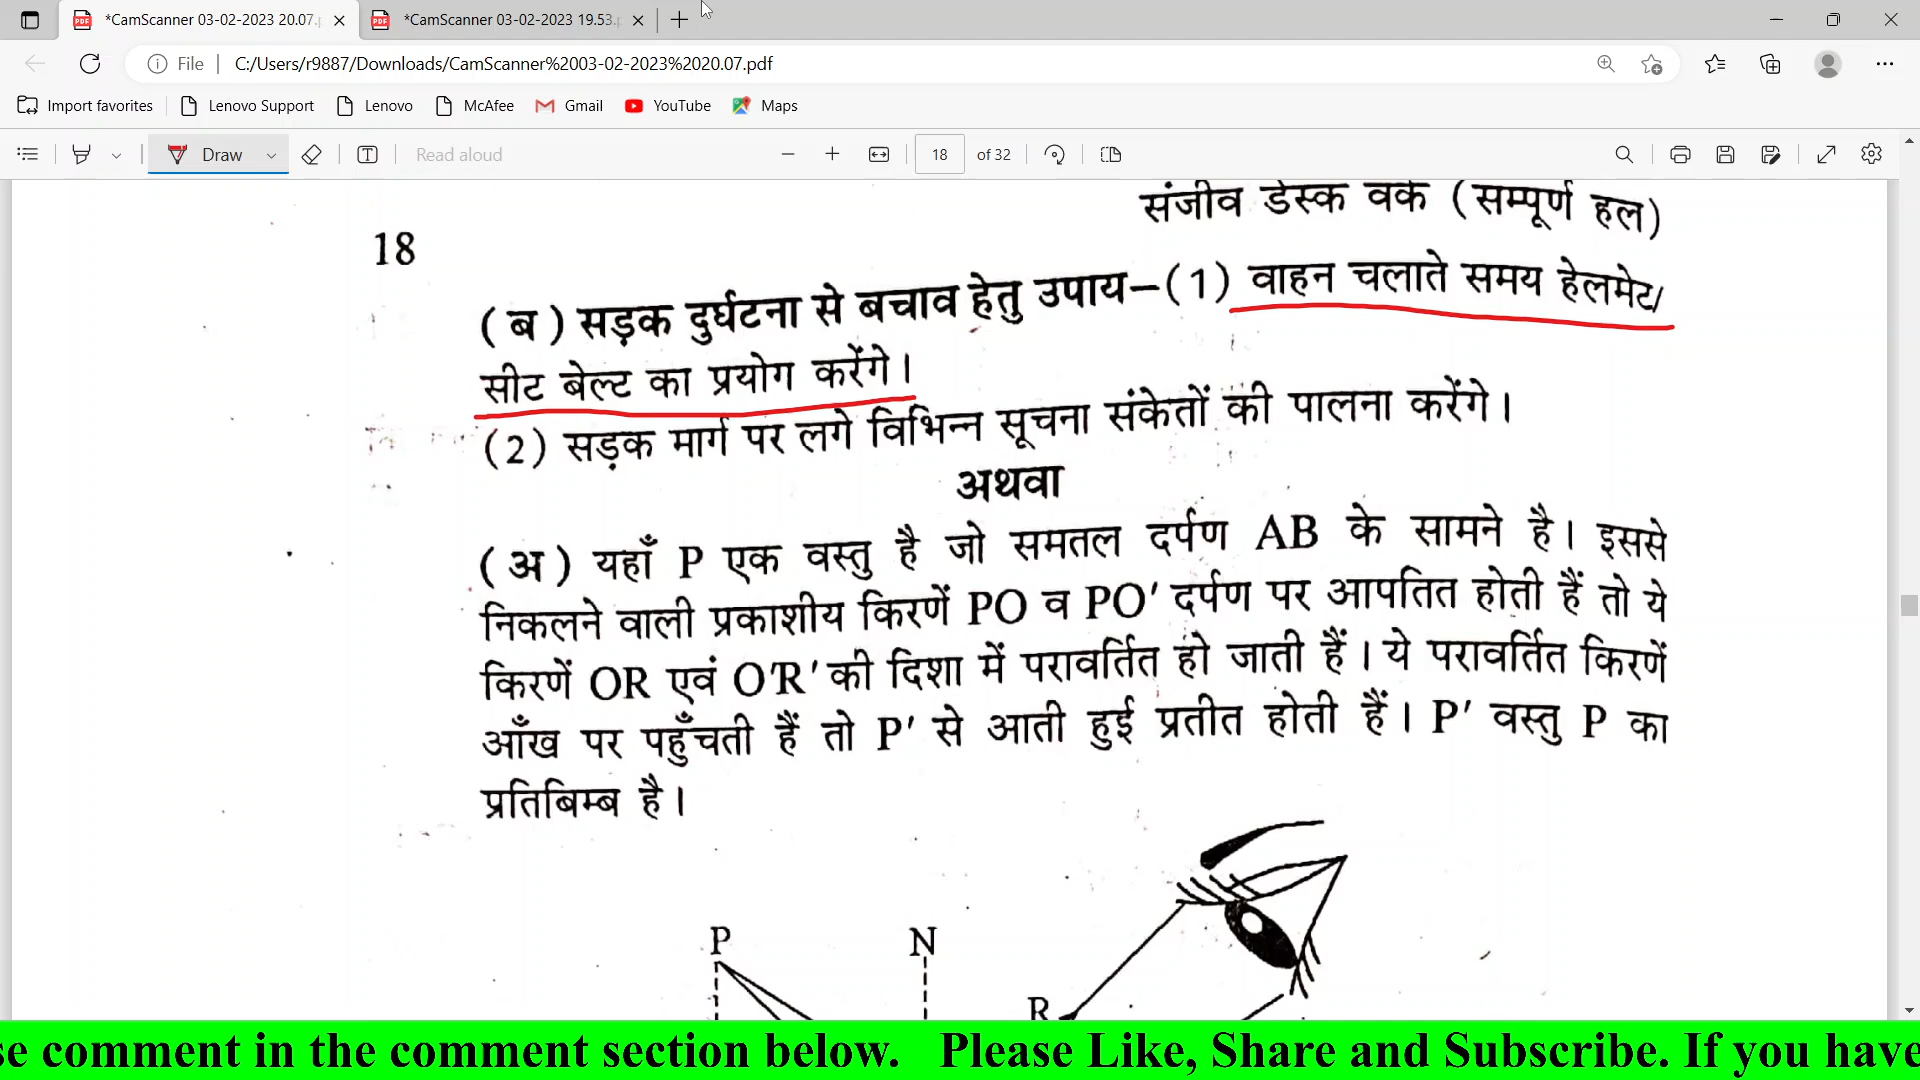 *CamScanner 03-02-2023 20.07.
*CamScanner 03-02-2023 19.53.
File
C:/Users/r9887/Downloads/CamScanner%2003-02-2023%2020.07.pdf
Import favorites
Lenovo Support
Lenovo
McAfee
Gmail
YouTube
Maps
Draw
Read aloud
18
of 32
संजीव डेस्क वर्क (सम्पूर्ण हल)
18
(ब) सड़क दुर्घटना से बचाव हेतु उपाय–(1) वाहन चलाते समय हेलमेट/
सीट बेल्ट का प्रयोग करेंगे।
(2) सड़क मार्ग पर लगे विभिन्न सूचना संकेतों की पालना करेंगे।
अथवा
(अ) यहाँ P एक वस्तु है जो समतल दर्पण AB के सामने है। इससे
निकलने वाली प्रकाशीय किरणें PO व PO′ दर्पण पर आपतित होती हैं तो ये
किरणें OR एवं O′R′ की दिशा में परावर्तित हो जाती हैं। ये परावर्तित किरणें
आँख पर पहुँचती हैं तो P′ से आती हुई प्रतीत होती हैं। P′ वस्तु P का
प्रतिबिम्ब है।
P
N
R
se comment in the comment section below. Please Like, Share and Subscribe. If you have